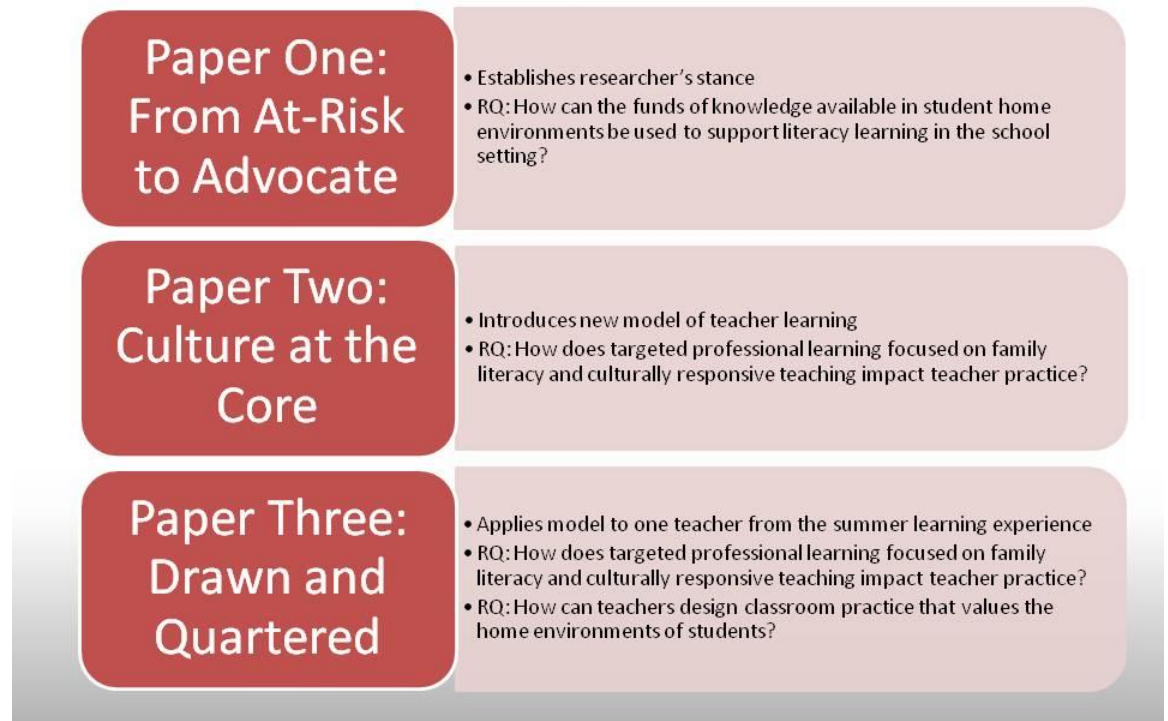 Paper One:
From At-Risk
to Advocate
• Establishes researcher's stance
• RQ: How can the funds of knowledge available in student home
environments be used to support literacy learning in the school
setting?
Paper Two:
Culture at the
Core
• Introduces new model of teacher learning
• RQ: How does targeted professional learning focused on family
literacy and culturally responsive teaching impact teacher practice?
Paper Three:
Drawn and
Quartered
• Applies model to one teacher from the summer learning experience
• RQ: How does targeted professional learning focused on family
literacy and culturally responsive teaching impact teacher practice?
• RQ: How can teachers design classroom practice that values the
home environments of students?